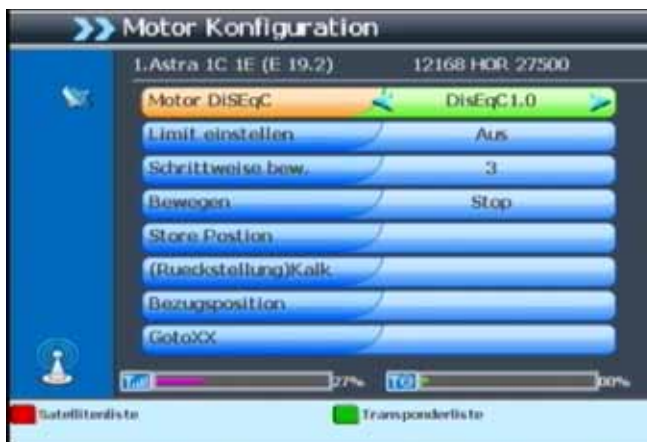 Motor Konfiguration
1.Astra 1C 1E (E 19.2) 12168 HOR 27500
Motor DiSEqC DisEqC1.0
Limit einstellen Aus
Schrittweise bew. 3
Bewegen Stop
Store Postion
(Rueckstellung)Kalk
Bezugsposition
GotoXX
27% 00%
Satellitenliste Transponderliste